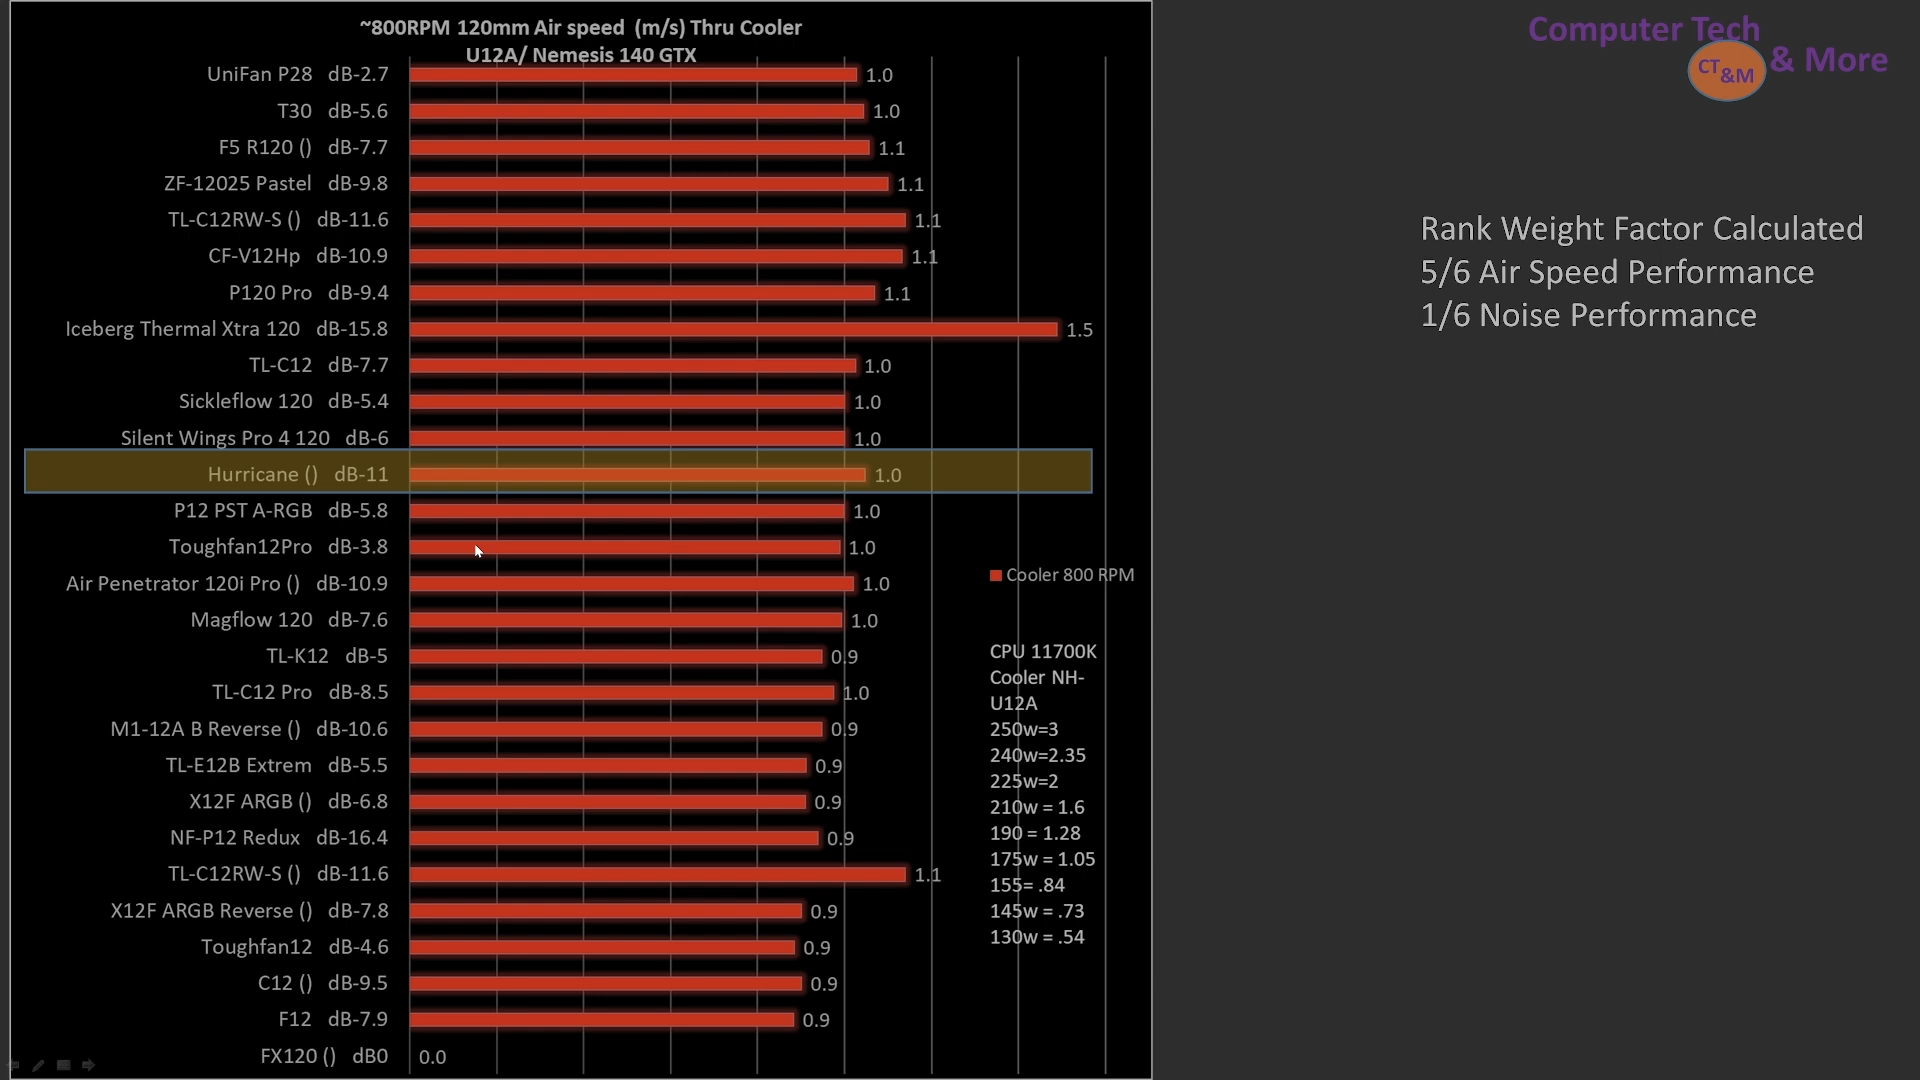 ~800RPM 120mm Air speed (m/s) Thru Cooler
U12A/ Nemesis 140 GTX
Computer Tech
& More
CT
&M
UniFan P28 dB-2.7 1.0
T30 dB-5.6 1.0
F5 R120 () dB-7.7 1.1
ZF-12025 Pastel dB-9.8 1.1
TL-C12RW-S () dB-11.6 1.1
CF-V12Hp dB-10.9 1.1
P120 Pro dB-9.4 1.1
Iceberg Thermal Xtra 120 dB-15.8 1.5
TL-C12 dB-7.7 1.0
Sickleflow 120 dB-5.4 1.0
Silent Wings Pro 4 120 dB-6 1.0
Hurricane () dB-11 1.0
P12 PST A-RGB dB-5.8 1.0
Toughfan12Pro dB-3.8 1.0
Air Penetrator 120i Pro () dB-10.9 1.0
Magflow 120 dB-7.6 1.0
TL-K12 dB-5 0.9
TL-C12 Pro dB-8.5 1.0
M1-12A B Reverse () dB-10.6 0.9
TL-E12B Extrem dB-5.5 0.9
X12F ARGB () dB-6.8 0.9
NF-P12 Redux dB-16.4 0.9
TL-C12RW-S () dB-11.6 1.1
X12F ARGB Reverse () dB-7.8 0.9
Toughfan12 dB-4.6 0.9
C12 () dB-9.5 0.9
F12 dB-7.9 0.9
FX120 () dB0 0.0
Cooler 800 RPM
CPU 11700K
Cooler NH-
U12A
250w=3
240w=2.35
225w=2
210w = 1.6
190 = 1.28
175w = 1.05
155= .84
145w = .73
130w = .54
Rank Weight Factor Calculated
5/6 Air Speed Performance
1/6 Noise Performance